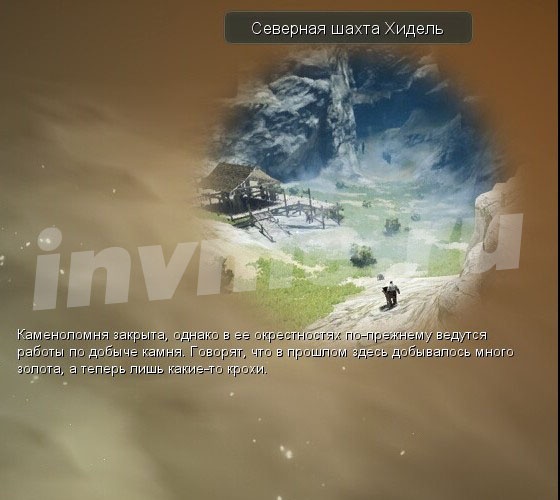 Северная шахта Хидель
Каменоломня закрыта, однако в ее окрестностях по-прежнему ведутся
работы по добыче камня. Говорят, что в прошлом здесь добывалось много
золота, а теперь лишь какие-то крохи.